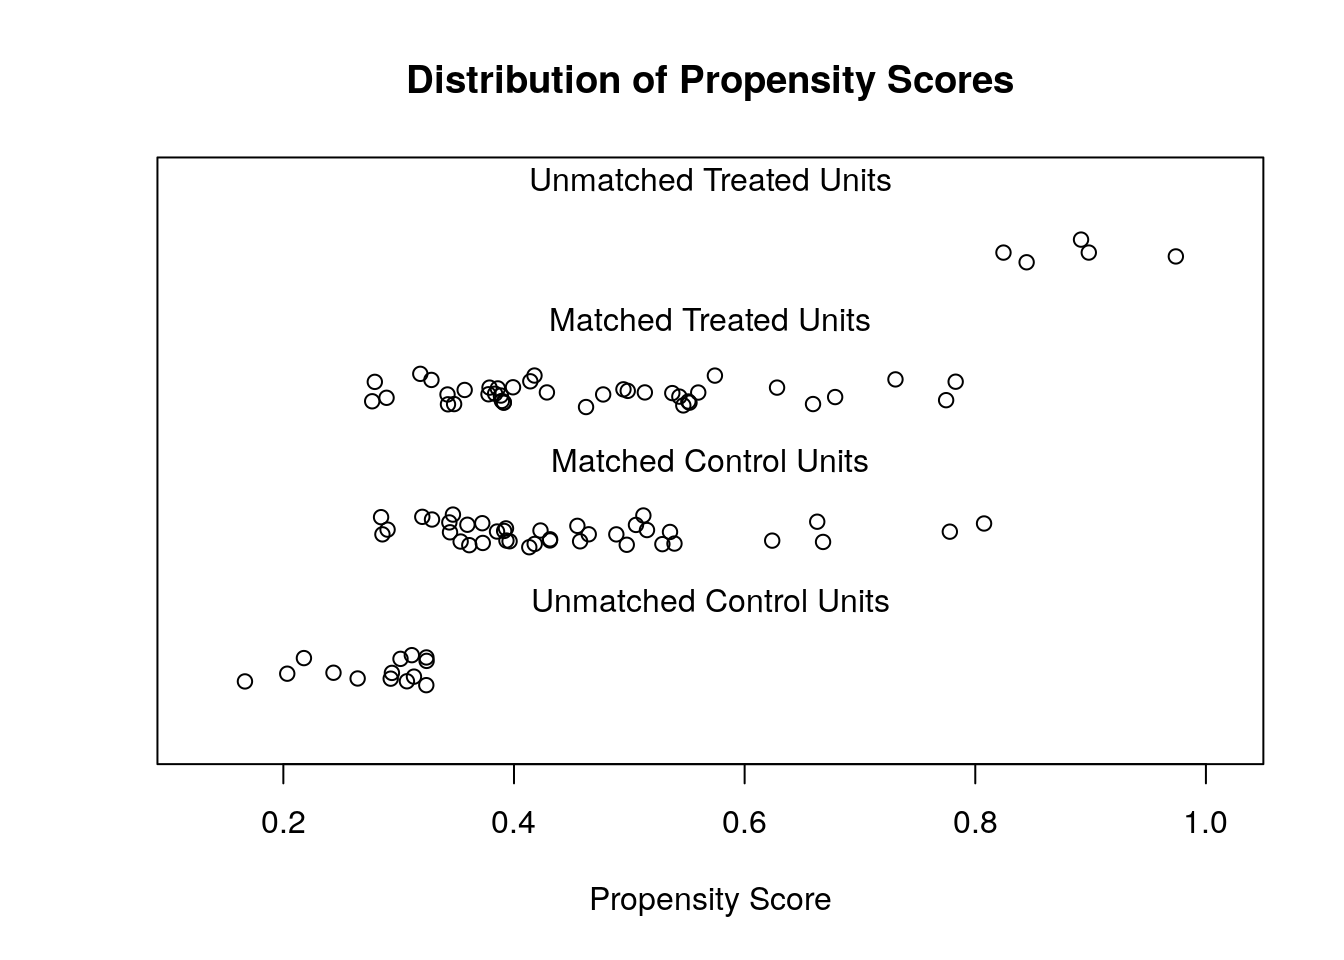 Distribution of Propensity Scores
Unmatched Treated Units
Matched Treated Units
Matched Control Units
Unmatched Control Units
0.2 0.4 0.6 0.8 1.0
Propensity Score